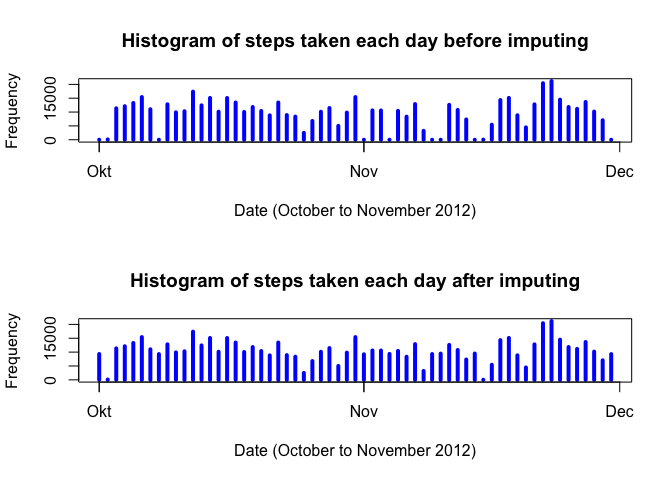 Histogram of steps taken each day before imputing
Frequency
15000
0
Okt Nov Dec
Date (October to November 2012)
Histogram of steps taken each day after imputing
Frequency
15000
0
Okt Nov Dec
Date (October to November 2012)